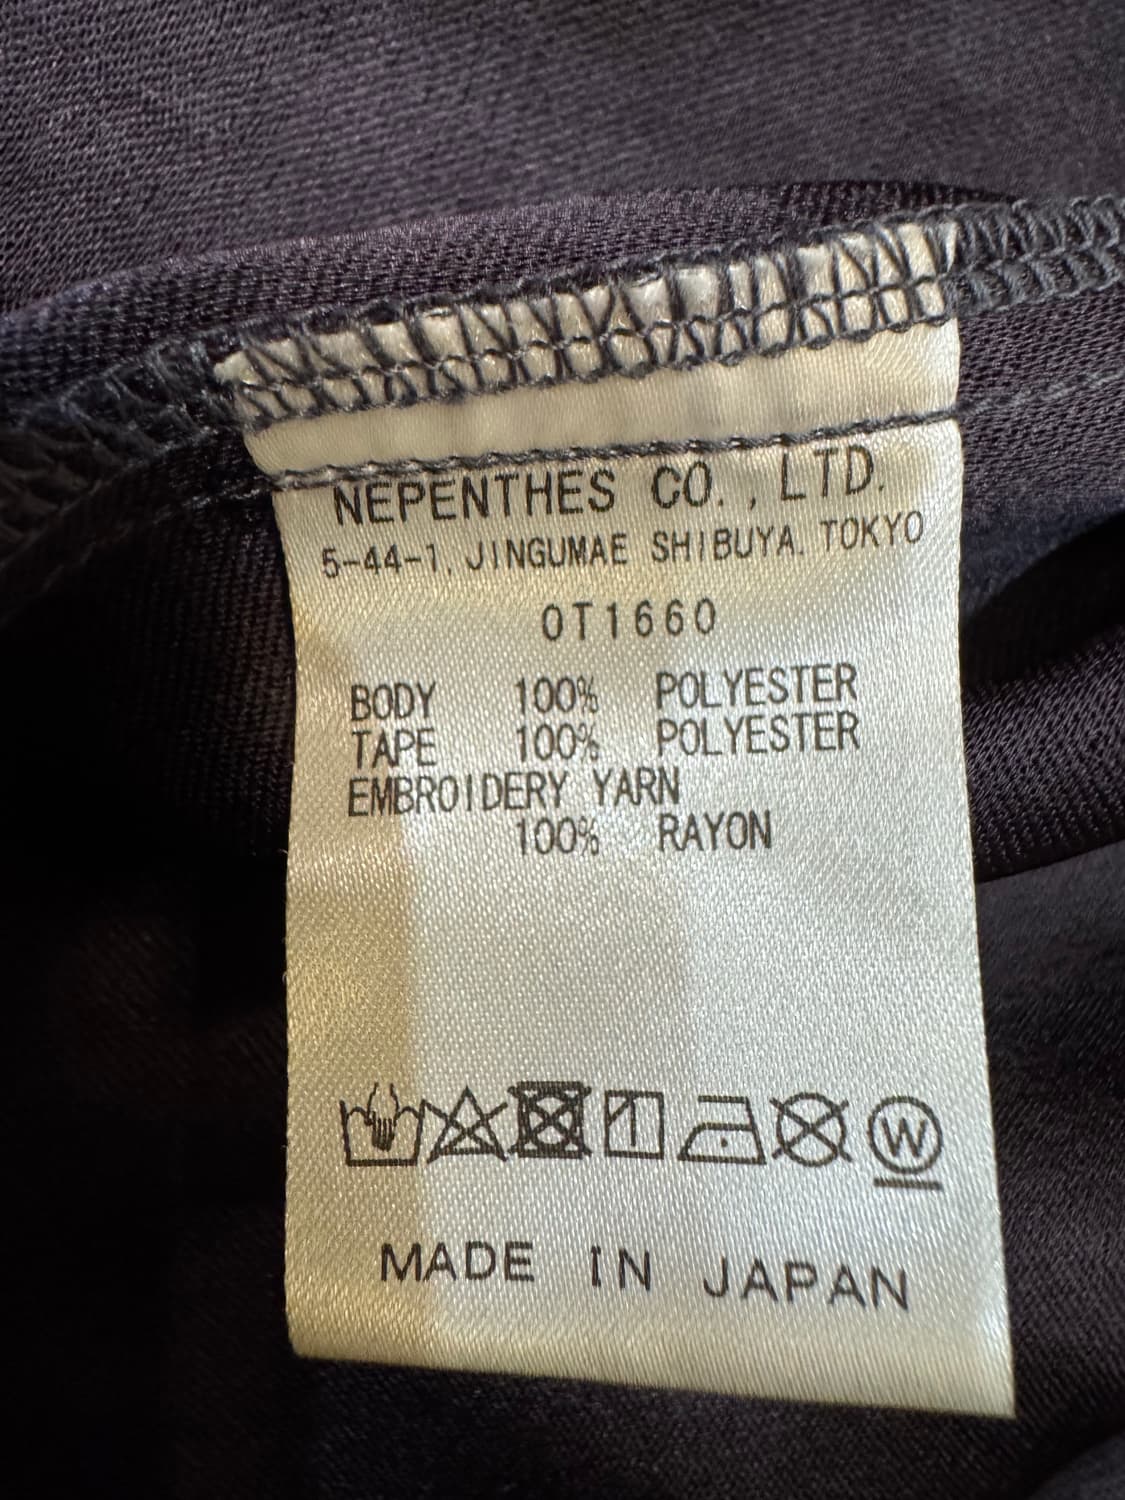 NEPENTHES CO., LTD.
5-44-1, JINGUMAE SHIBUYA. TOKYO
OT1660
BODY 100% POLYESTER
TAPE 100% POLYESTER
EMBROIDERY YARN
100% RAYON
W
MADE IN JAPAN